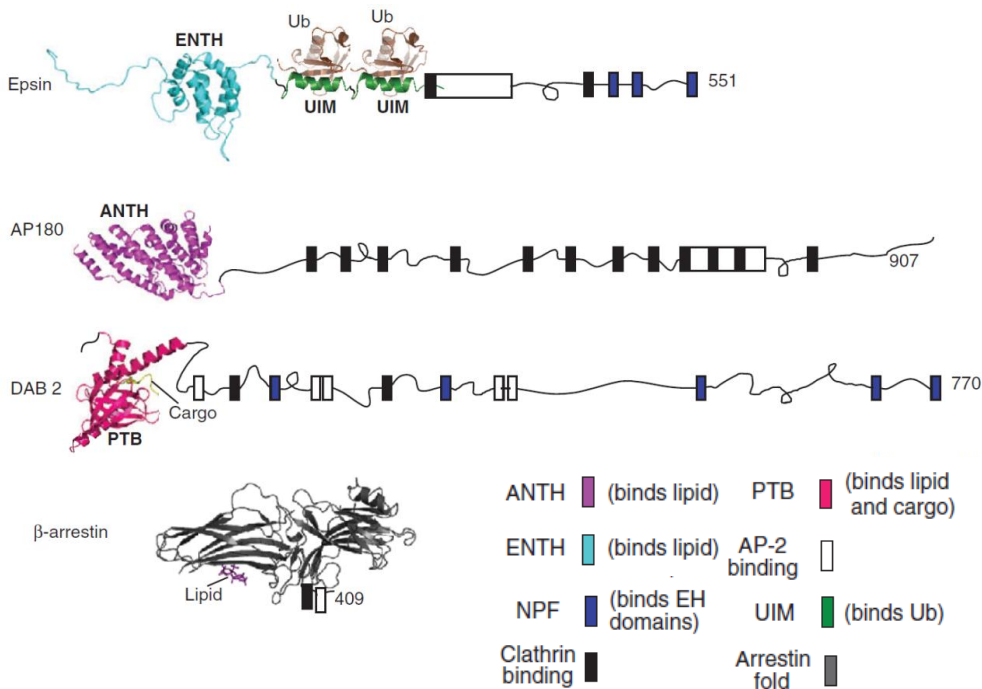 Ub
Ub
ENTH
Epsin
UIM
UIM
551
ANTH
AP180
907
DAB 2
770
Cargo
PTB
β-arrestin
Lipid
409
ANTH (binds lipid)
PTB (binds lipid
and cargo)
ENTH (binds lipid)
AP-2
binding
NPF (binds EH
domains)
UIM (binds Ub)
Clathrin
binding
Arrestin
fold